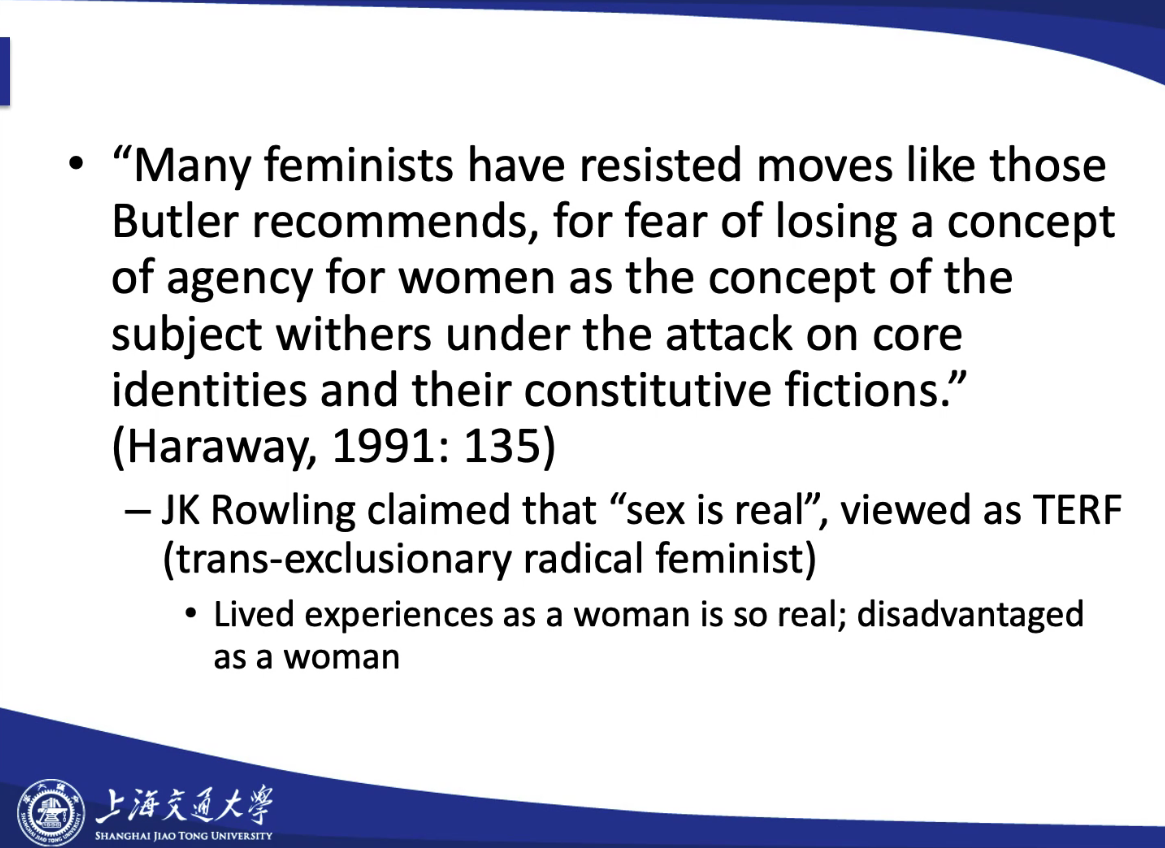 • “Many feminists have resisted moves like those
Butler recommends, for fear of losing a concept
of agency for women as the concept of the
subject withers under the attack on core
identities and their constitutive fictions.”
(Haraway, 1991: 135)
– JK Rowling claimed that “sex is real”, viewed as TERF
(trans-exclusionary radical feminist)
• Lived experiences as a woman is so real; disadvantaged
as a woman
上海交通大学
SHANGHAI JIAO TONG UNIVERSITY